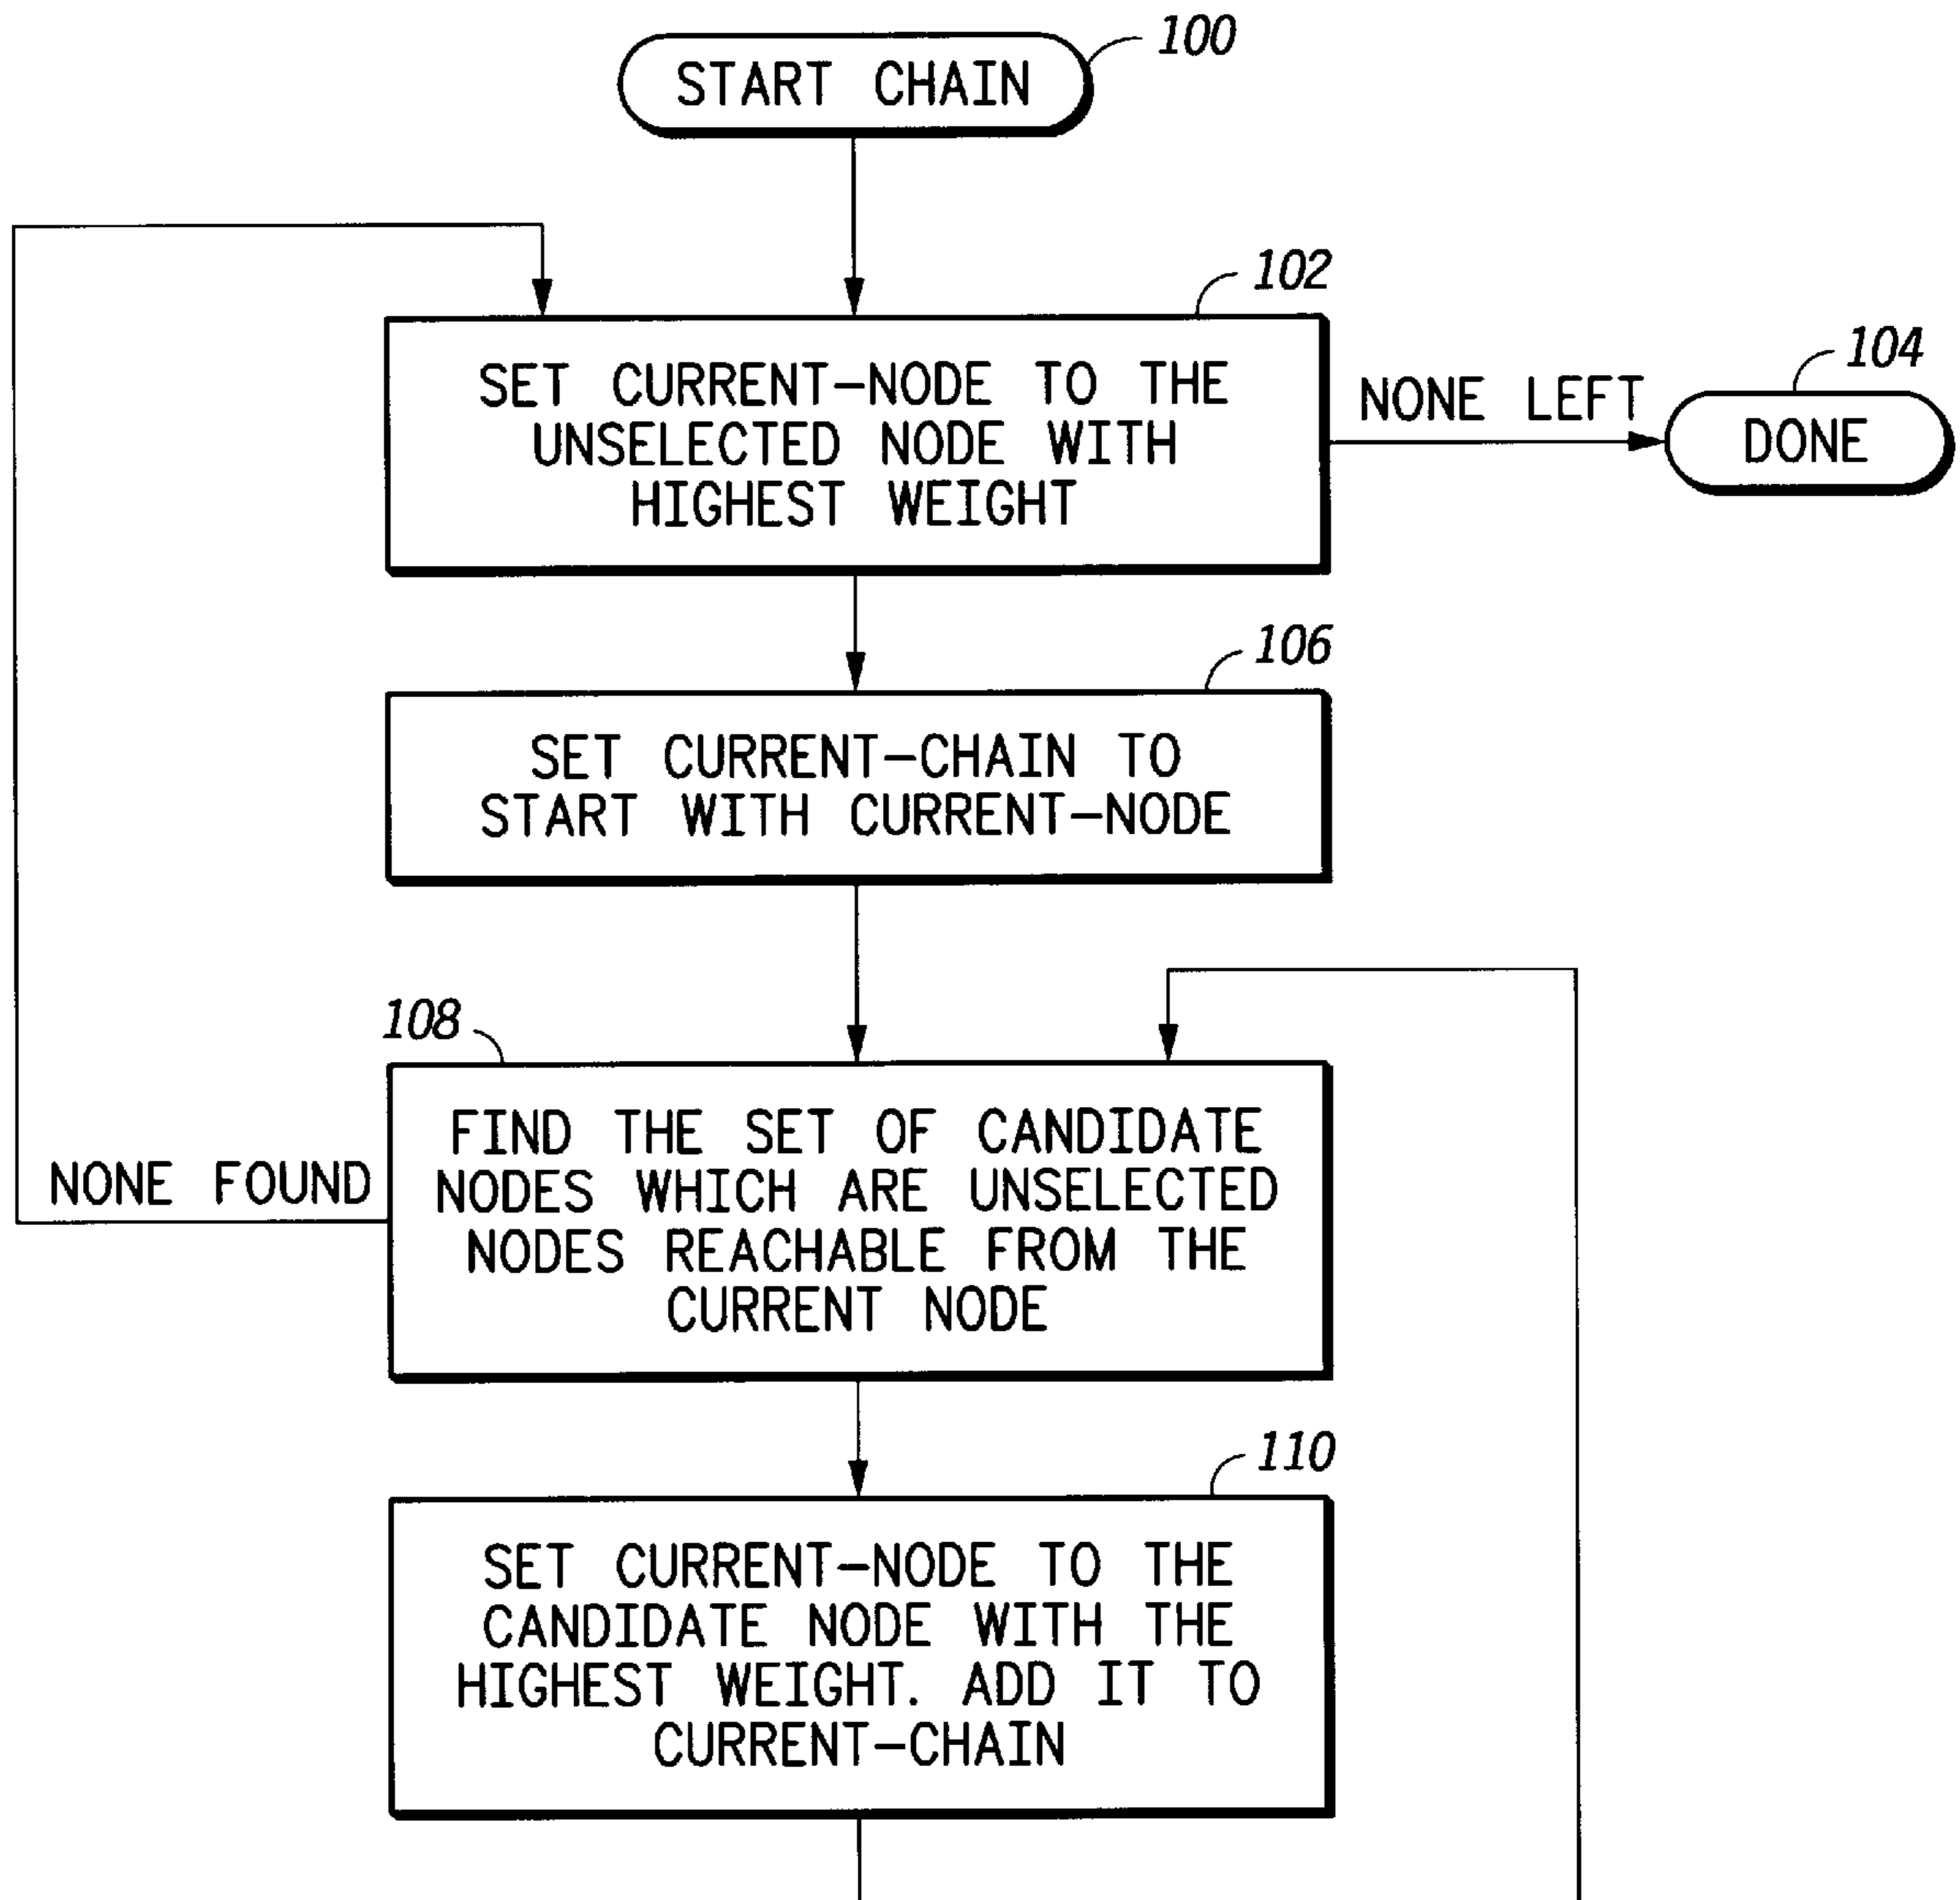 100
START CHAIN
102
SET CURRENT-NODE TO THE
UNSELECTED NODE WITH
HIGHEST WEIGHT
NONE LEFT
104
DONE
106
SET CURRENT-CHAIN TO
START WITH CURRENT-NODE
108
FIND THE SET OF CANDIDATE
NODES WHICH ARE UNSELECTED
NODES REACHABLE FROM THE
CURRENT NODE
NONE FOUND
110
SET CURRENT-NODE TO THE
CANDIDATE NODE WITH THE
HIGHEST WEIGHT. ADD IT TO
CURRENT-CHAIN